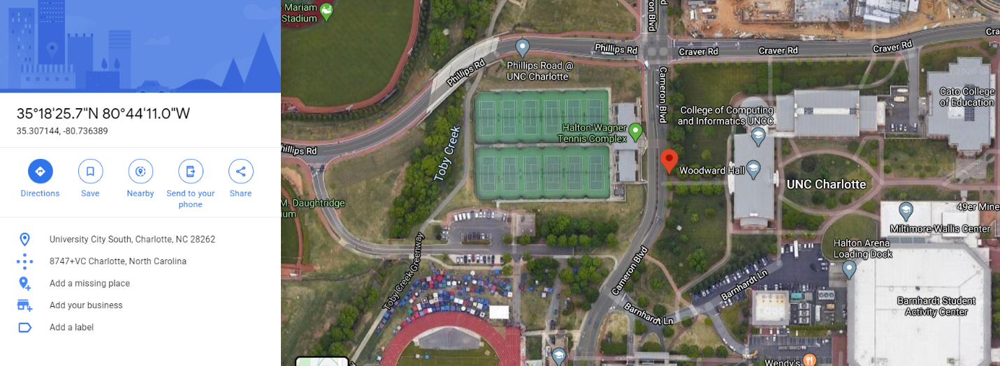 35°18'25.7"N 80°44'11.0"W
35.307144, -80.736389
Directions
Save
Nearby
Send to your
phone
Share
University City South, Charlotte, NC 28262
8747+VC Charlotte, North Carolina
Add a missing place
Add your business
Add a label
Mariam
Stadium
Cameron Blvd
Phillips Rd
Craver Rd
Craver Rd
Craver Rd
Phillips Rd
Phillips Road @
UNC Charlotte
Cameron Blvd
Cato College
of Education
College of Computing
and Informatics UNCC
Halton-Wagner
Tennis Complex
Phillips Rd
Toby Creek
Woodward Hall
UNC Charlotte
M. Daughtridge
ium
49er Mine
Miltimore-Wallis Center
Halton Arena
Loading Dock
Toby Creek Greenway
Cameron Blvd
Barnhardt Ln
Barnhardt Ln
Barnhardt Student
Activity Center
Wendy's